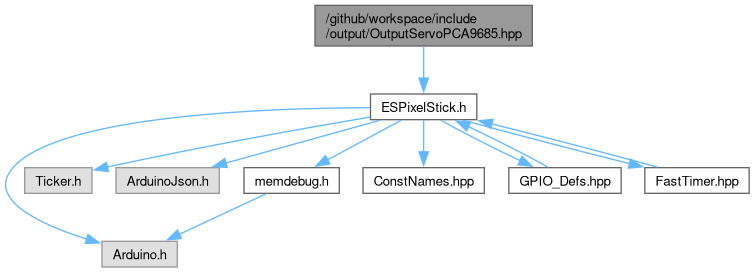 /github/workspace/include
/output/OutputServoPCA9685.hpp
ESPixelStick.h
Ticker.h
ArduinoJson.h
memdebug.h
ConstNames.hpp
GPIO_Defs.hpp
FastTimer.hpp
Arduino.h